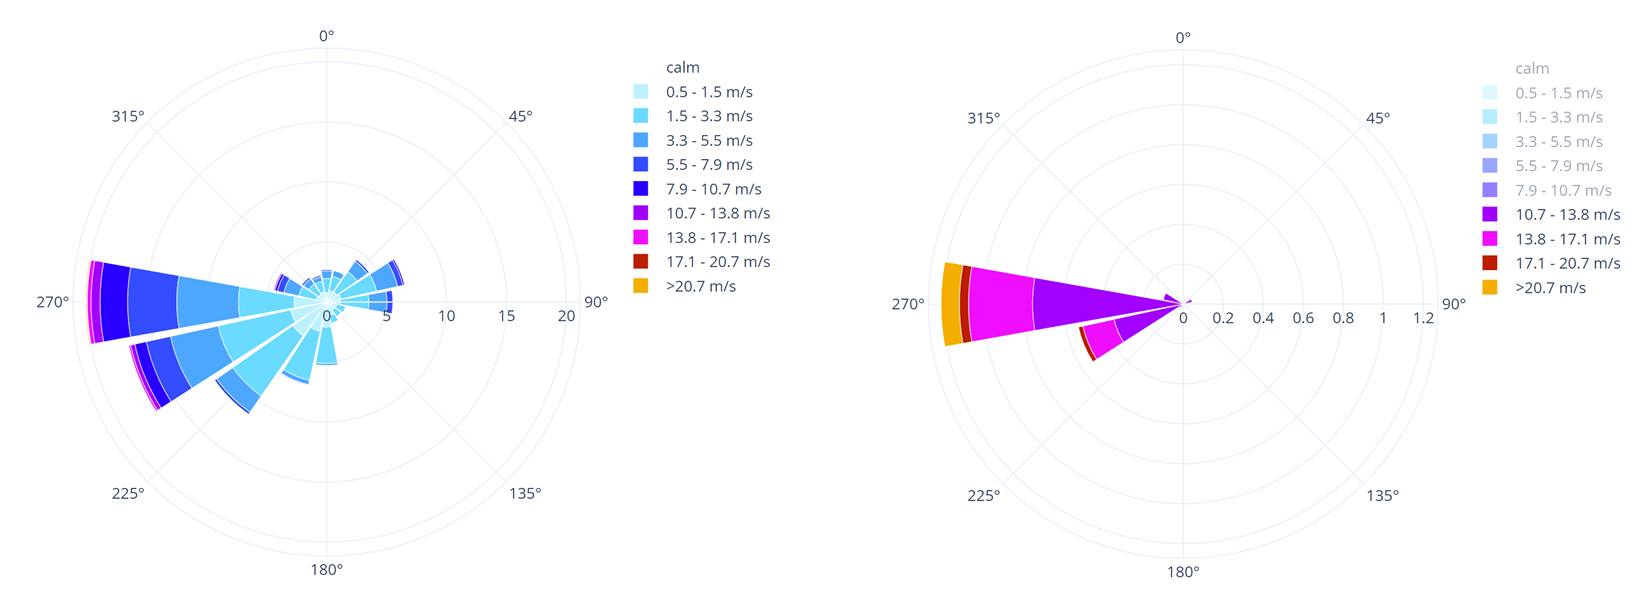 0°
315°
45°
270°
0
5
10
15
20
90°
225°
135°
180°
calm
0.5 - 1.5 m/s
1.5 - 3.3 m/s
3.3 - 5.5 m/s
5.5 - 7.9 m/s
7.9 - 10.7 m/s
10.7 - 13.8 m/s
13.8 - 17.1 m/s
17.1 - 20.7 m/s
>20.7 m/s
0°
315°
45°
270°
0
0.2
0.4
0.6
0.8
1
1.2
90°
225°
135°
180°
calm
0.5 - 1.5 m/s
1.5 - 3.3 m/s
3.3 - 5.5 m/s
5.5 - 7.9 m/s
7.9 - 10.7 m/s
10.7 - 13.8 m/s
13.8 - 17.1 m/s
17.1 - 20.7 m/s
>20.7 m/s